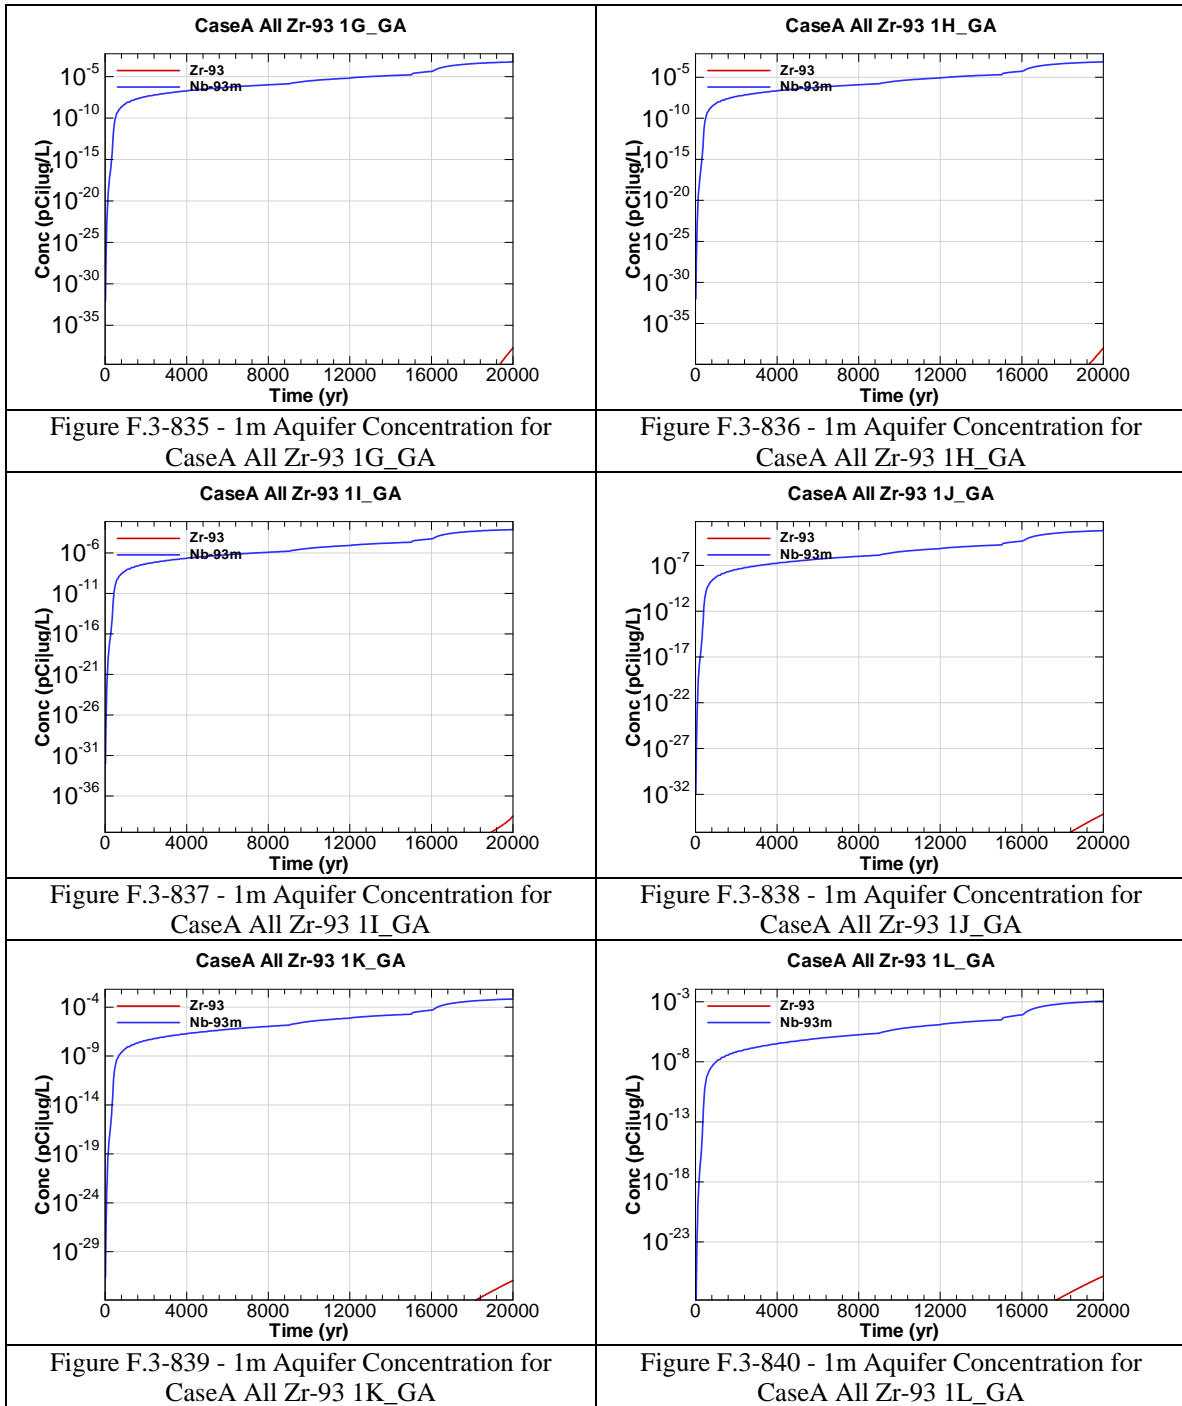 CaseA All Zr-93 1G_GA
Conc (pCi|ug/L)
10-5
10-10
10-15
10-20
10-25
10-30
10-35
Zr-93
Nb-93m
0 4000 8000 12000 16000 20000
Time (yr)
Figure F.3-835 - 1m Aquifer Concentration for
CaseA All Zr-93 1G_GA
CaseA All Zr-93 1H_GA
Conc (pCi|ug/L)
10-5
10-10
10-15
10-20
10-25
10-30
10-35
Zr-93
Nb-93m
0 4000 8000 12000 16000 20000
Time (yr)
Figure F.3-836 - 1m Aquifer Concentration for
CaseA All Zr-93 1H_GA
CaseA All Zr-93 1I_GA
Conc (pCi|ug/L)
10-6
10-11
10-16
10-21
10-26
10-31
10-36
Zr-93
Nb-93m
0 4000 8000 12000 16000 20000
Time (yr)
Figure F.3-837 - 1m Aquifer Concentration for
CaseA All Zr-93 1I_GA
CaseA All Zr-93 1J_GA
Conc (pCi|ug/L)
10-7
10-12
10-17
10-22
10-27
10-32
Zr-93
Nb-93m
0 4000 8000 12000 16000 20000
Time (yr)
Figure F.3-838 - 1m Aquifer Concentration for
CaseA All Zr-93 1J_GA
CaseA All Zr-93 1K_GA
Conc (pCi|ug/L)
10-4
10-9
10-14
10-19
10-24
10-29
Zr-93
Nb-93m
0 4000 8000 12000 16000 20000
Time (yr)
Figure F.3-839 - 1m Aquifer Concentration for
CaseA All Zr-93 1K_GA
CaseA All Zr-93 1L_GA
Conc (pCi|ug/L)
10-3
10-8
10-13
10-18
10-23
Zr-93
Nb-93m
0 4000 8000 12000 16000 20000
Time (yr)
Figure F.3-840 - 1m Aquifer Concentration for
CaseA All Zr-93 1L_GA